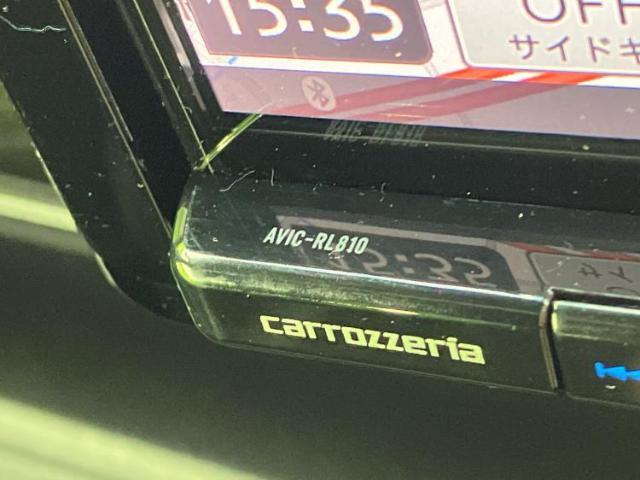 15:35
OFF
サイドキ
AVIC-RL810
carrozzeria